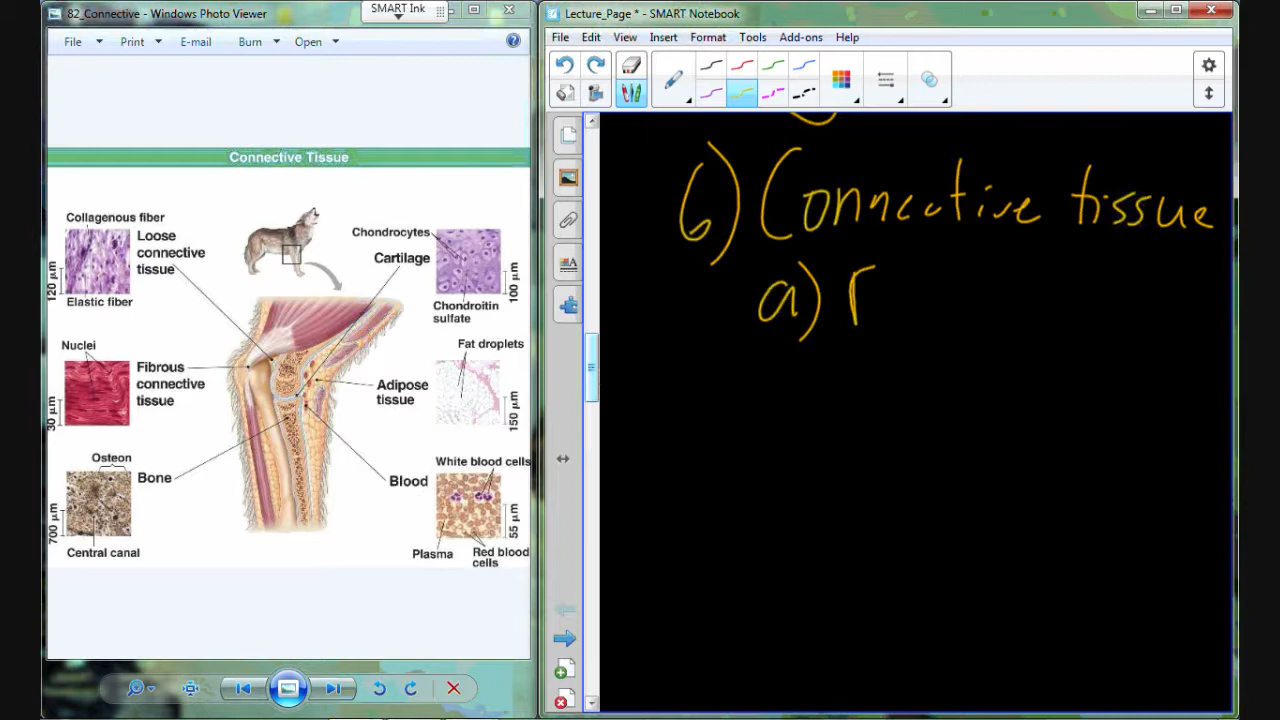 82_Connective - Windows Photo Viewer
SMART Ink
File Print E-mail Burn Open
Connective Tissue
Collagenous fiber
Loose
connective
tissue
120 µm
Elastic fiber
Chondrocytes
Cartilage
100 µm
Chondroitin
sulfate
Nuclei
Fibrous
connective
tissue
30 µm
Fat droplets
Adipose
tissue
150 µm
Osteon
Bone
700 µm
Central canal
White blood cells
Blood
55 µm
Plasma
Red blood
cells
Lecture_Page * - SMART Notebook
File Edit View Insert Format Tools Add-ons Help
6) Connective tissue
a)